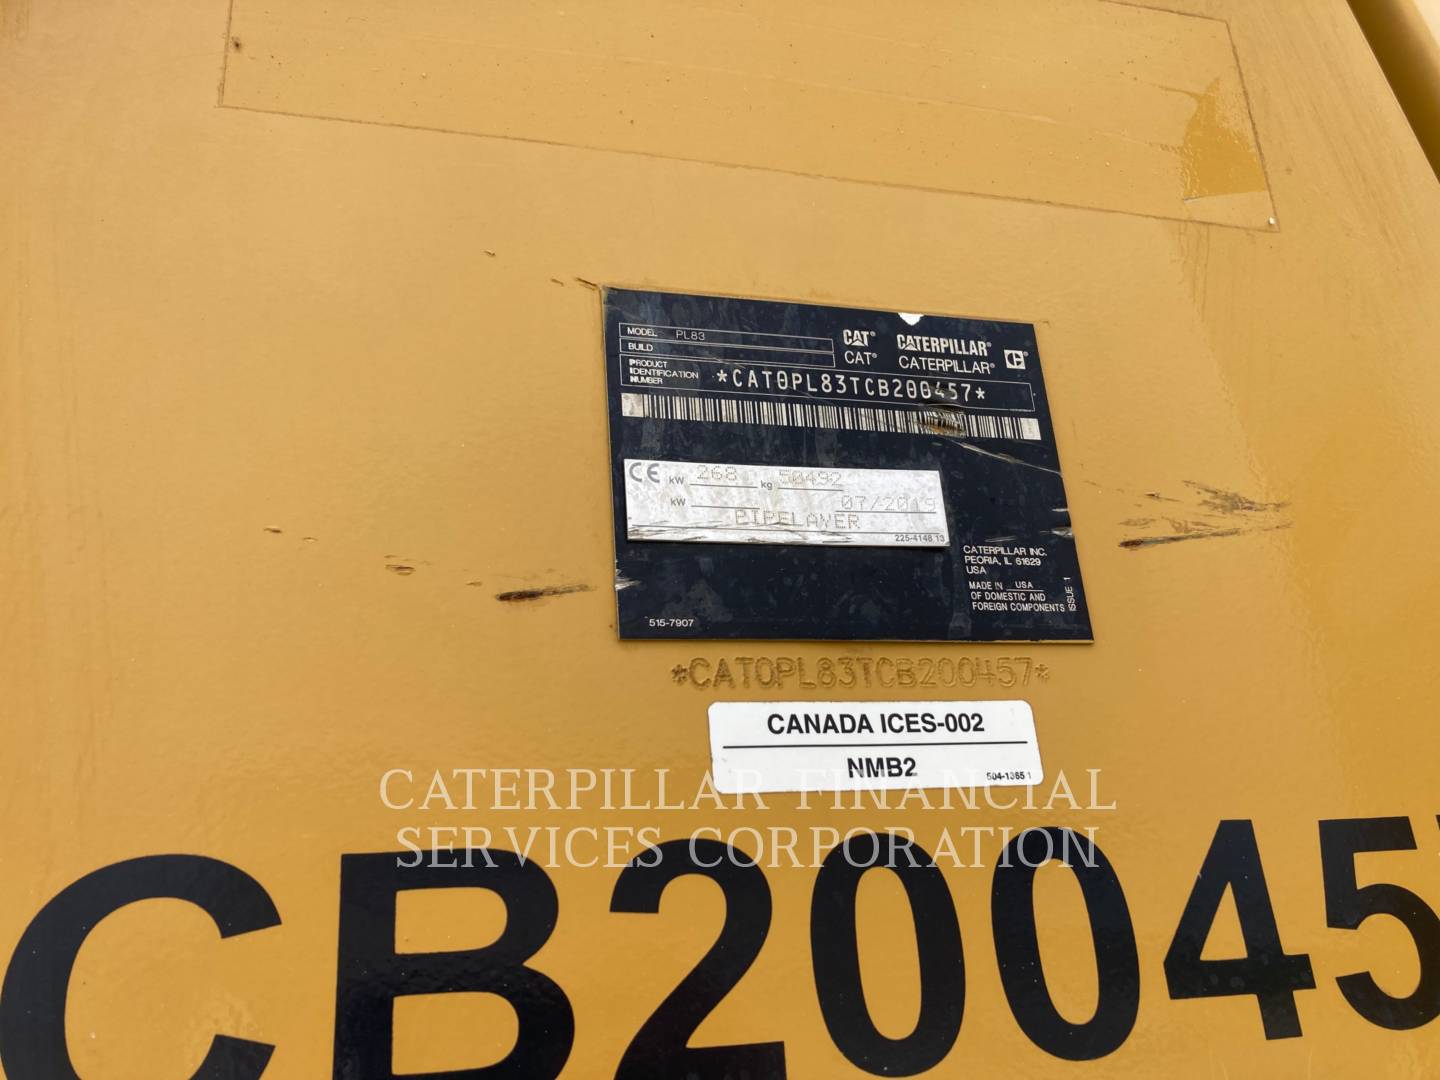 MODEL PL83
BUILD
PRODUCT IDENTIFICATION NUMBER *CAT0PL83TCB200457*
CAT® CATERPILLAR®
CAT® CATERPILLAR®
CE kW 268 kg 50492
kW 07/2019
PIPELAYER
225-4148 13
CATERPILLAR INC.
PEORIA, IL 61629
USA
MADE IN USA
OF DOMESTIC AND
FOREIGN COMPONENTS
ISSUE 1
515-7907
*CAT0PL83TCB200457*
CANADA ICES-002
NMB2
504-1365 1
CATERPILLAR FINANCIAL
SERVICES CORPORATION
CB20045